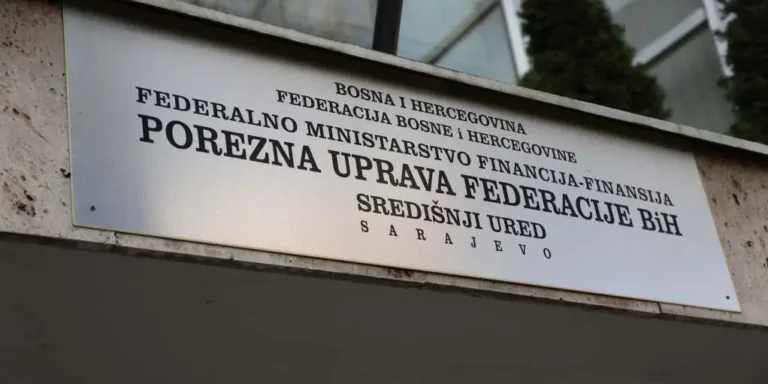 BOSNA I HERCEGOVINA
FEDERACIJA BOSNE i HERCEGOVINE
FEDERALNO MINISTARSTVO FINANCIJA-FINANSIJA
POREZNA UPRAVA FEDERACIJE BiH
SREDIŠNJI URED
SARAJEVO